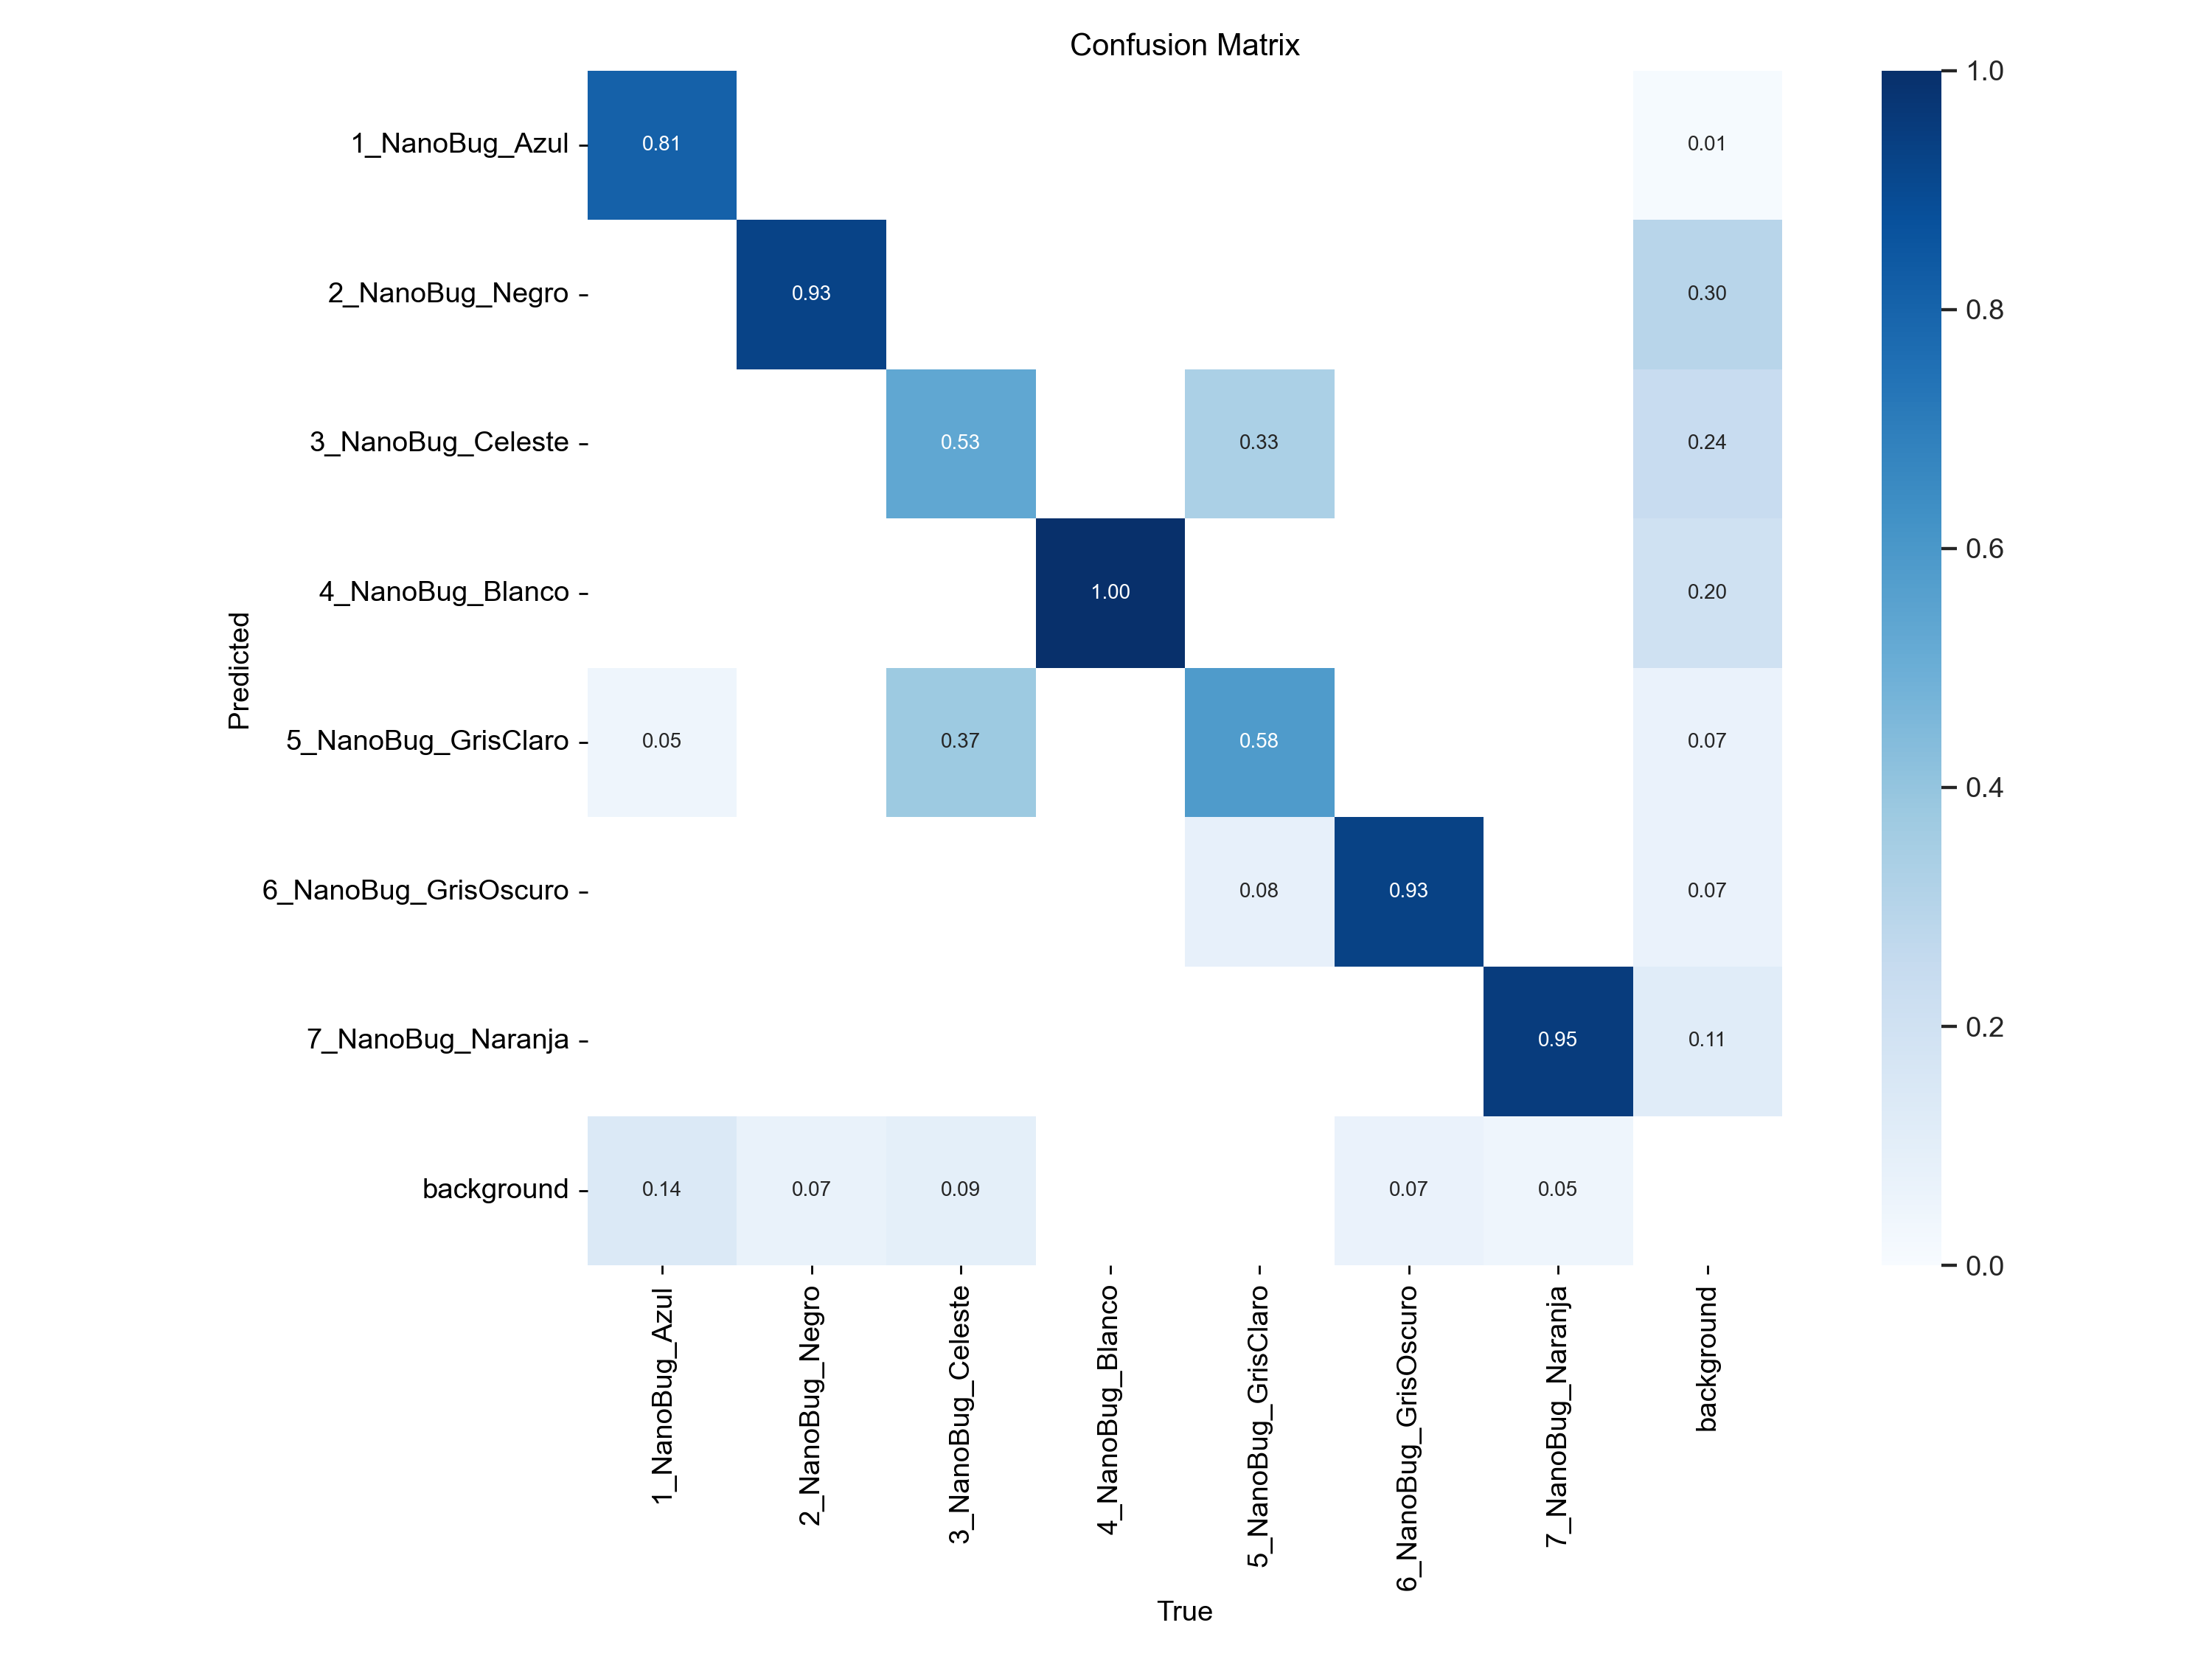 Confusion Matrix
1_NanoBug_Azul 0.81 0.01 1.0
2_NanoBug_Negro 0.93 0.30 0.8
3_NanoBug_Celeste 0.53 0.33 0.24
4_NanoBug_Blanco 1.00 0.20 0.6
Predicted
5_NanoBug_GrisClaro 0.05 0.37 0.58 0.07
0.4
6_NanoBug_GrisOscuro 0.08 0.93 0.07
7_NanoBug_Naranja 0.95 0.11 0.2
background 0.14 0.07 0.09 0.07 0.05
0.0
1_NanoBug_Azul
2_NanoBug_Negro
3_NanoBug_Celeste
4_NanoBug_Blanco
5_NanoBug_GrisClaro
6_NanoBug_GrisOscuro
7_NanoBug_Naranja
background
True